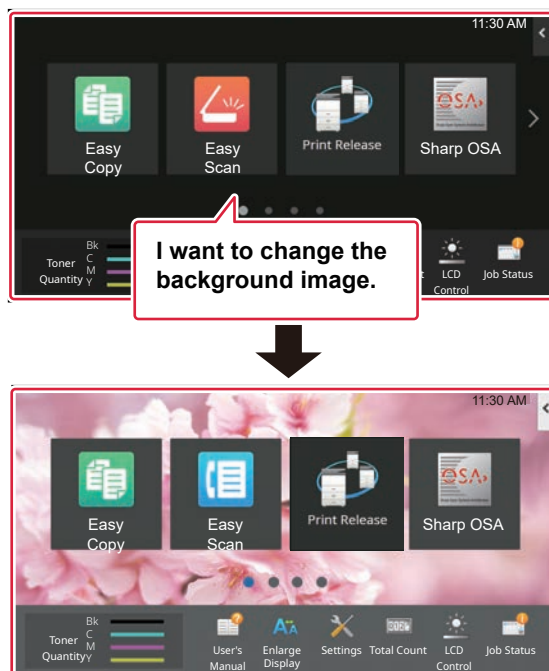 11:30 AM
Easy
Copy
Easy
Scan
Print Release
Sharp OSA
OSA
I want to change the
background image.
Toner
Quantity
Bk
C
M
Y
t
LCD
Control
Job Status
11:30 AM
Easy
Copy
Easy
Scan
Print Release
Sharp OSA
OSA
Toner
Quantity
Bk
C
M
Y
User's
Manual
Enlarge
Display
Settings
Total Count
LCD
Control
Job Status